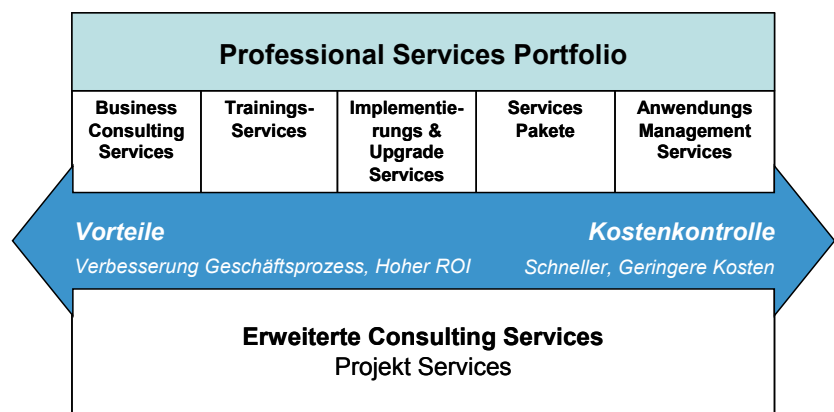 Professional Services Portfolio
Business
Consulting
Services
Trainings-
Services
Implementie-
rungs &
Upgrade
Services
Services
Pakete
Anwendungs
Management
Services
Vorteile
Verbesserung Geschäftsprozess, Hoher ROI
Kostenkontrolle
Schneller, Geringere Kosten
Erweiterte Consulting Services
Projekt Services